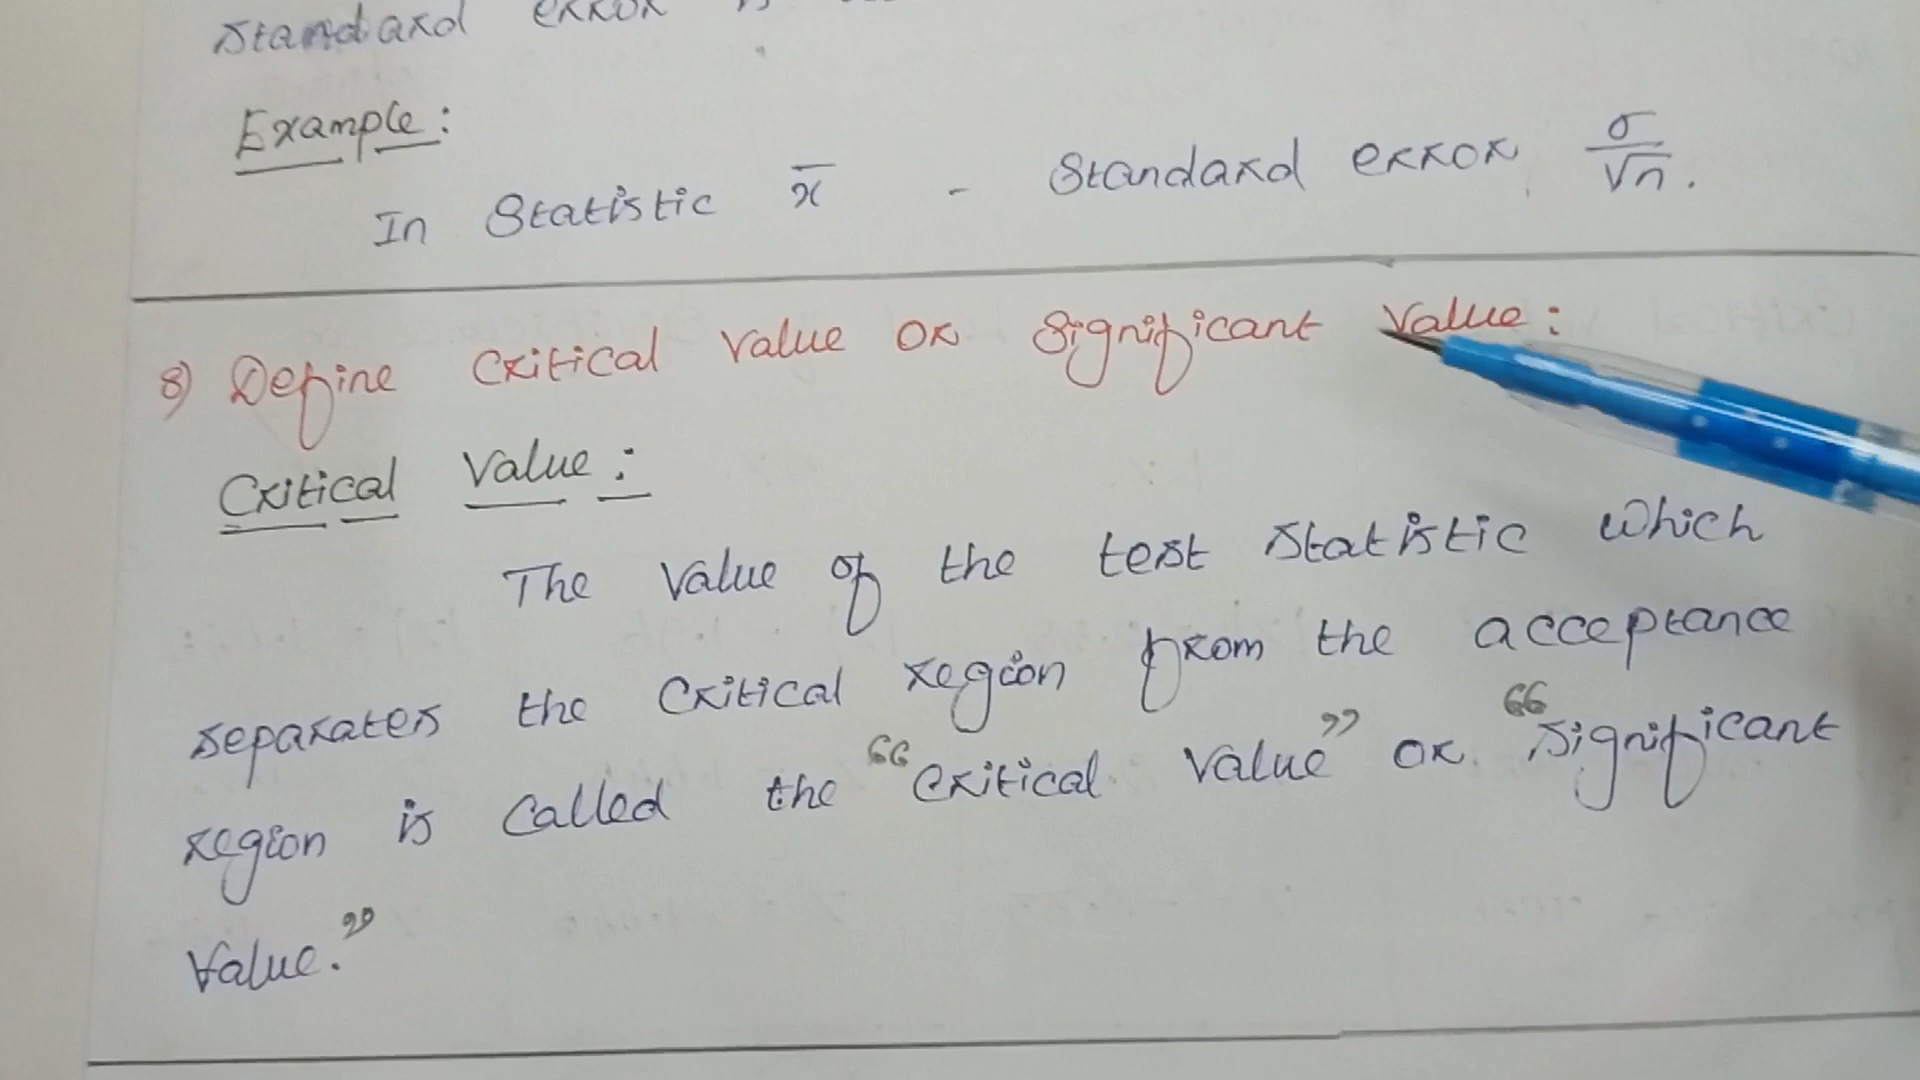 Standard error is
Example:
In Statistic x̄ - Standard error σ/√n.
8) Define Critical Value or Significant Value:
Critical Value:
The Value of the test statistic which
separates the Critical region from the acceptance
region is called the “Critical Value” or “Significant
Value.”